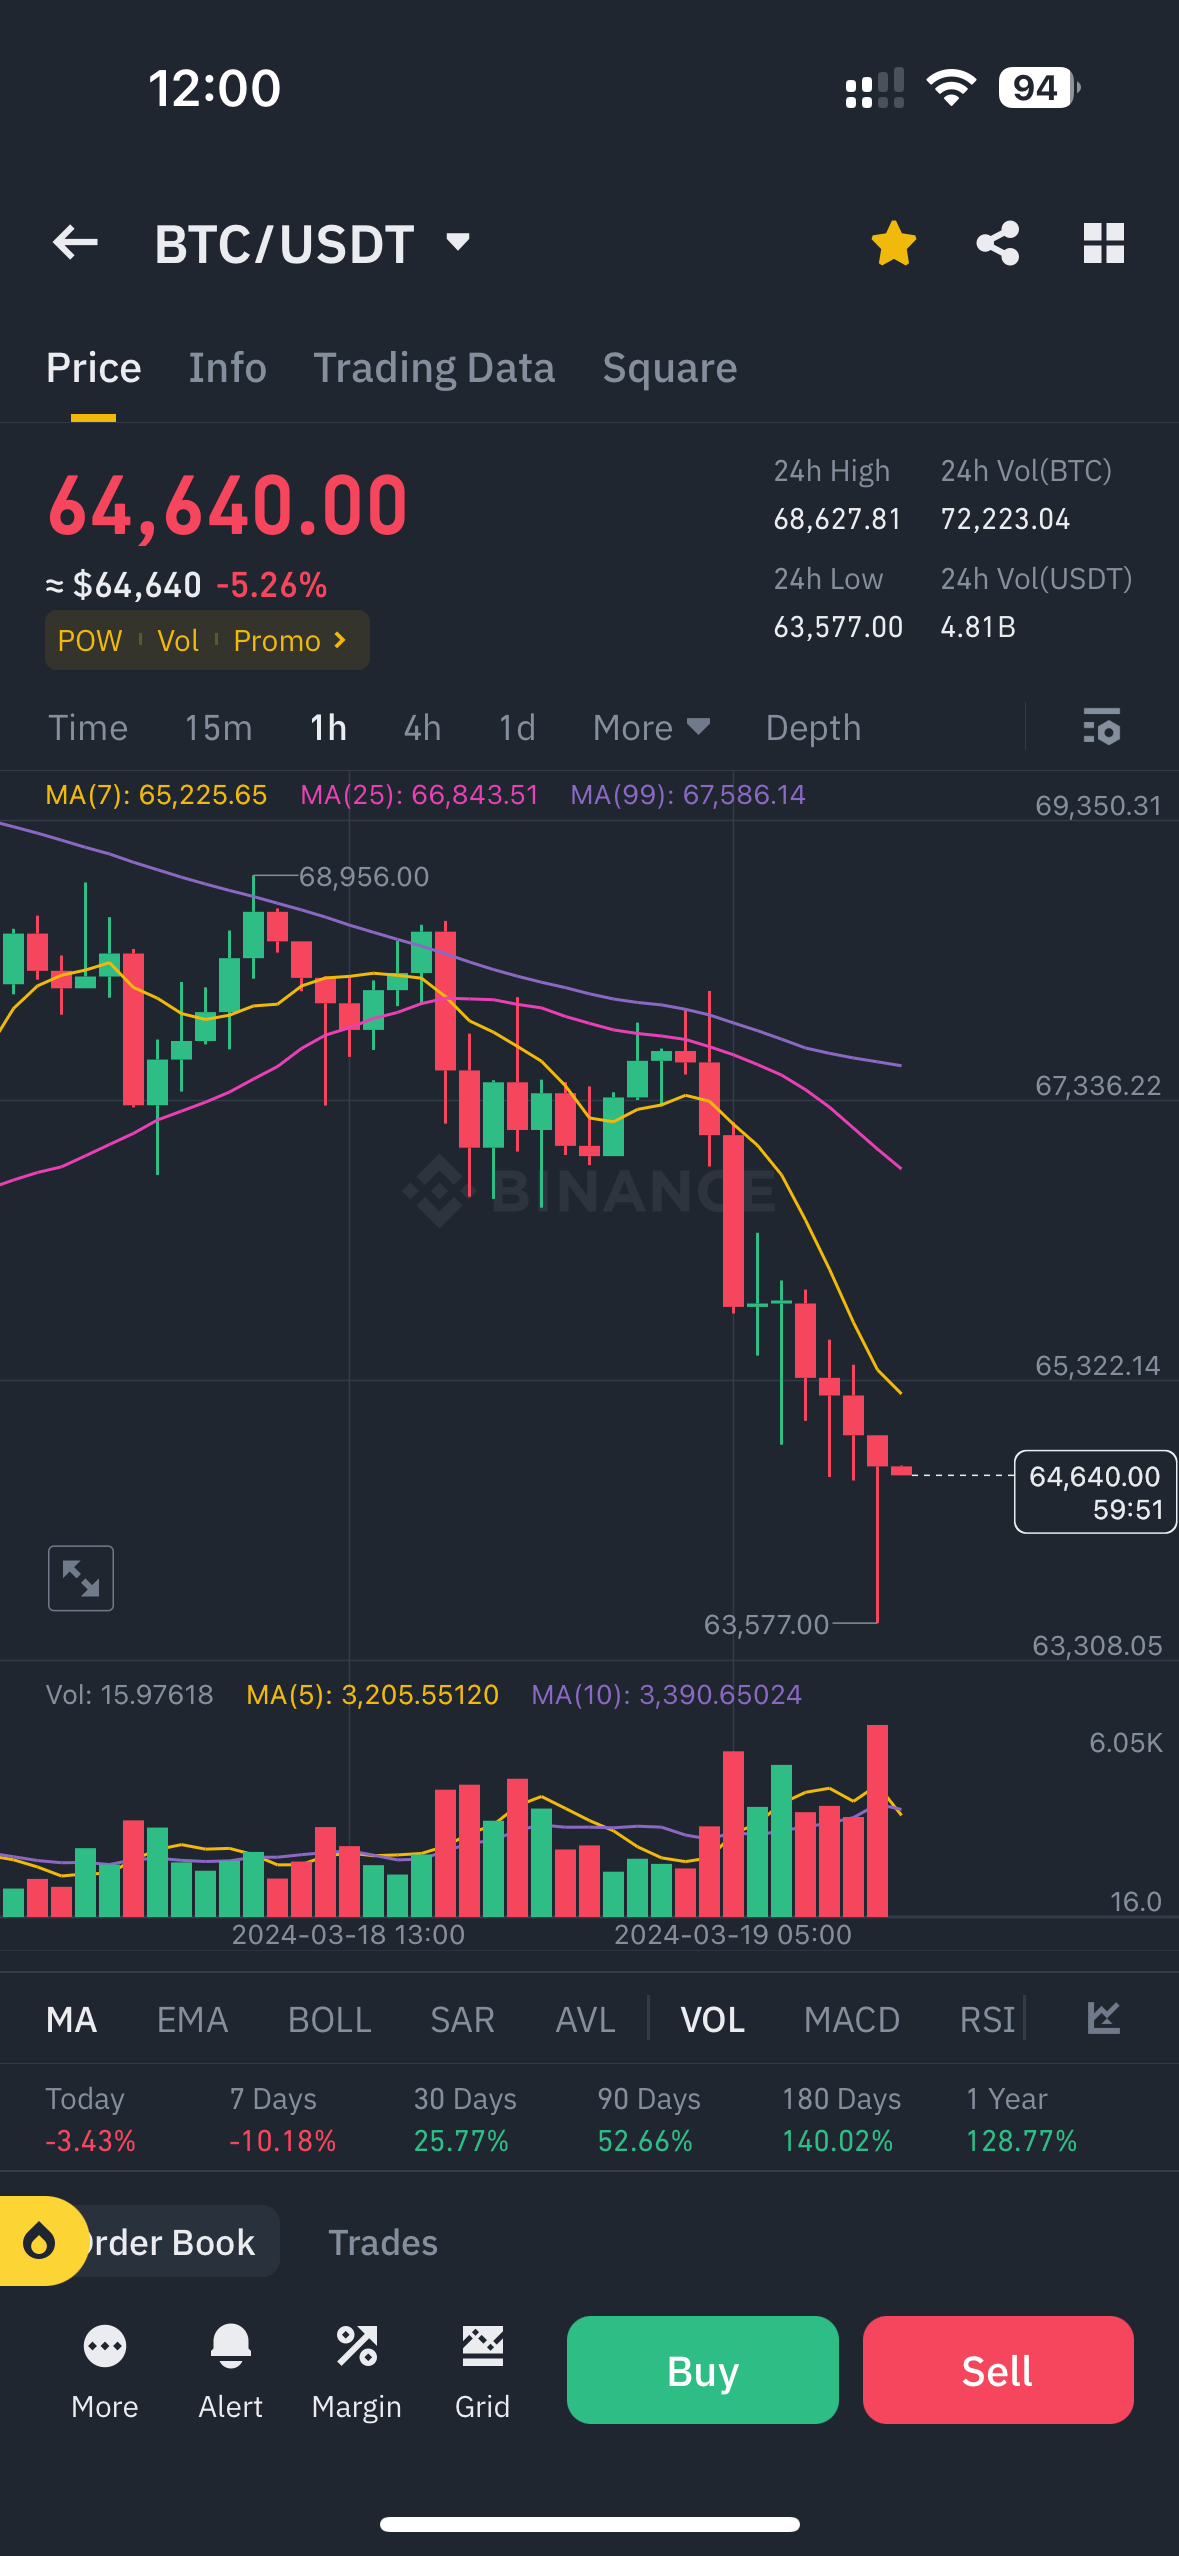 12:00 94
BTC/USDT
Price Info Trading Data Square
64,640.00
≈ $64,640 -5.26%
POW Vol Promo
24h High 24h Vol(BTC)
68,627.81 72,223.04
24h Low 24h Vol(USDT)
63,577.00 4.81B
Time 15m 1h 4h 1d More Depth
MA(7): 65,225.65 MA(25): 66,843.51 MA(99): 67,586.14
69,350.31
68,956.00
67,336.22
BINANCE
65,322.14
64,640.00
59:51
63,577.00
63,308.05
Vol: 15.97618 MA(5): 3,205.55120 MA(10): 3,390.65024
6.05K
16.0
2024-03-18 13:00 2024-03-19 05:00
MA EMA BOLL SAR AVL VOL MACD RSI
Today 7 Days 30 Days 90 Days 180 Days 1 Year
-3.43% -10.18% 25.77% 52.66% 140.02% 128.77%
rder Book Trades
More Alert Margin Grid Buy Sell